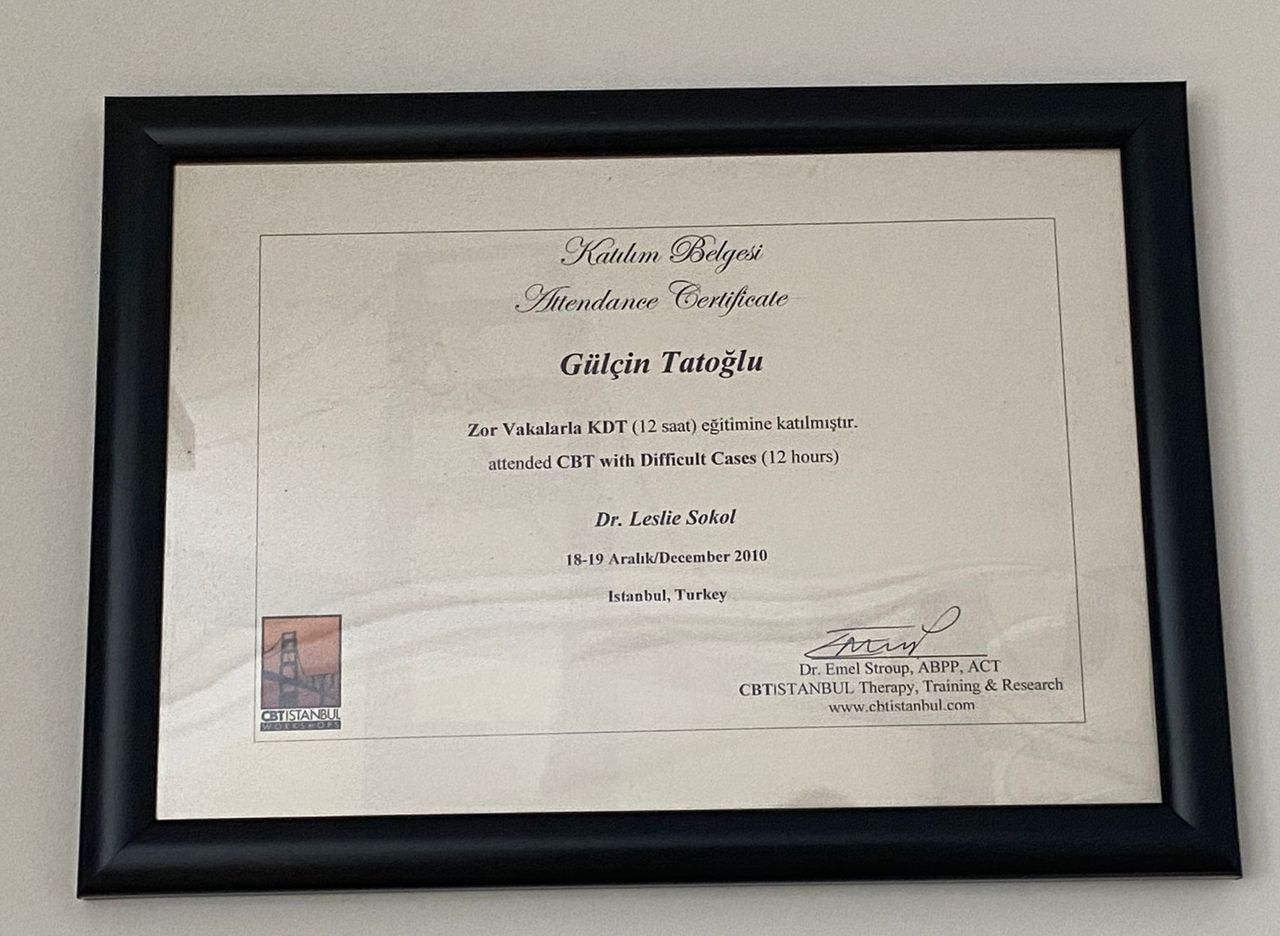 Katılım Belgesi
Attendance Certificate
Gülçin Tatoğlu
Zor Vakalarla KDT (12 saat) eğitimine katılmıştır.
attended CBT with Difficult Cases (12 hours)
Dr. Leslie Sokol
18-19 Aralık/December 2010
Istanbul, Turkey
Dr. Emel Stroup, ABPP, ACT
CBTISTANBUL Therapy, Training & Research
www.cbtistanbul.com
CBTISTANBUL
WORKSHOPS